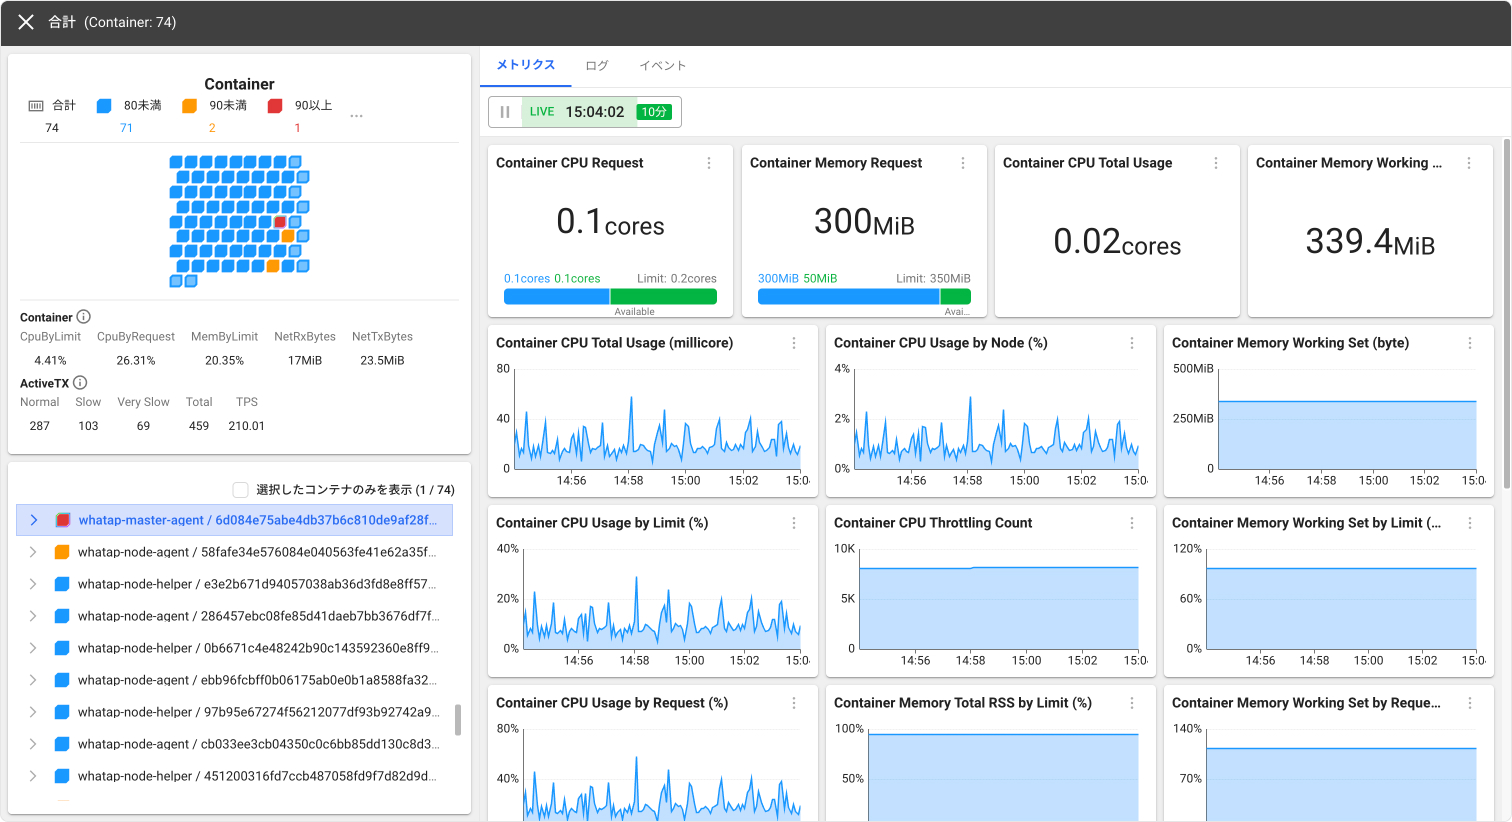 合計 (Container: 74)
Container
合計 80未満 90未満 90以上 ...
74 71 2 1
Container
CpuByLimit CpuByRequest MemByLimit NetRxBytes NetTxBytes
4.41% 26.31% 20.35% 17MiB 23.5MiB
ActiveTX
Normal Slow Very Slow Total TPS
287 103 69 459 210.01
選択したコンテナのみを表示 (1 / 74)
whatap-master-agent / 6d084e75abe4db37b6c810de9af28f...
whatap-node-agent / 58fafe34e576084e040563fe41e62a35f...
whatap-node-helper / e3e2b671d94057038ab36d3fd8e8ff57...
whatap-node-agent / 286457ebc08fe85d41daeb7bb3676df7f...
whatap-node-helper / 0b6671c4e48242b90c143592360e8ff9...
whatap-node-agent / ebb96fcbff0b06175ab0e0b1a8588fa32...
whatap-node-helper / 97b95e67274f56212077df93b92742a9...
whatap-node-agent / cb033ee3cb04350c0c6bb85dd130c8d3...
whatap-node-helper / 451200316fd7ccb487058fd9f7d82d9d...
メトリクス ログ イベント
LIVE 15:04:02 10分
Container CPU Request
0.1cores
0.1cores 0.1cores Limit: 0.2cores
Available
Container Memory Request
300MiB
300MiB 50MiB Limit: 350MiB
Avai...
Container CPU Total Usage
0.02cores
Container Memory Working ...
339.4MiB
Container CPU Total Usage (millicore)
80
40
0
14:56 14:58 15:00 15:02 15:0
Container CPU Usage by Node (%)
4%
2%
0%
14:56 14:58 15:00 15:02 15:0
Container Memory Working Set (byte)
500MiB
250MiB
0
14:56 14:58 15:00 15:02 15:0
Container CPU Usage by Limit (%)
40%
20%
0%
14:56 14:58 15:00 15:02 15:0
Container CPU Throttling Count
10K
5K
0
14:56 14:58 15:00 15:02 15:0
Container Memory Working Set by Limit (...
120%
60%
0%
14:56 14:58 15:00 15:02 15:0
Container CPU Usage by Request (%)
80%
40%
Container Memory Total RSS by Limit (%)
100%
50%
Container Memory Working Set by Reque...
140%
70%